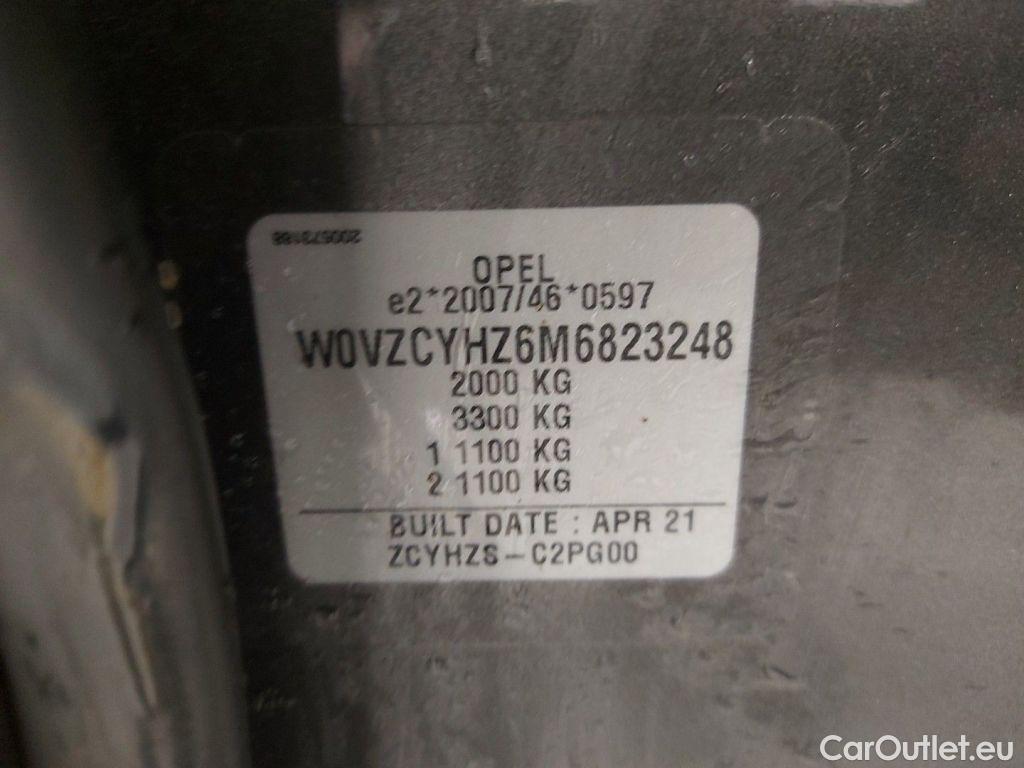 200573188
OPEL
e2*2007/46*0597
W0VZCYHZ6M6823248
2000 KG
3300 KG
1 1100 KG
2 1100 KG
BUILT DATE : APR 21
ZCYHZS-C2PG00
CarOutlet.eu